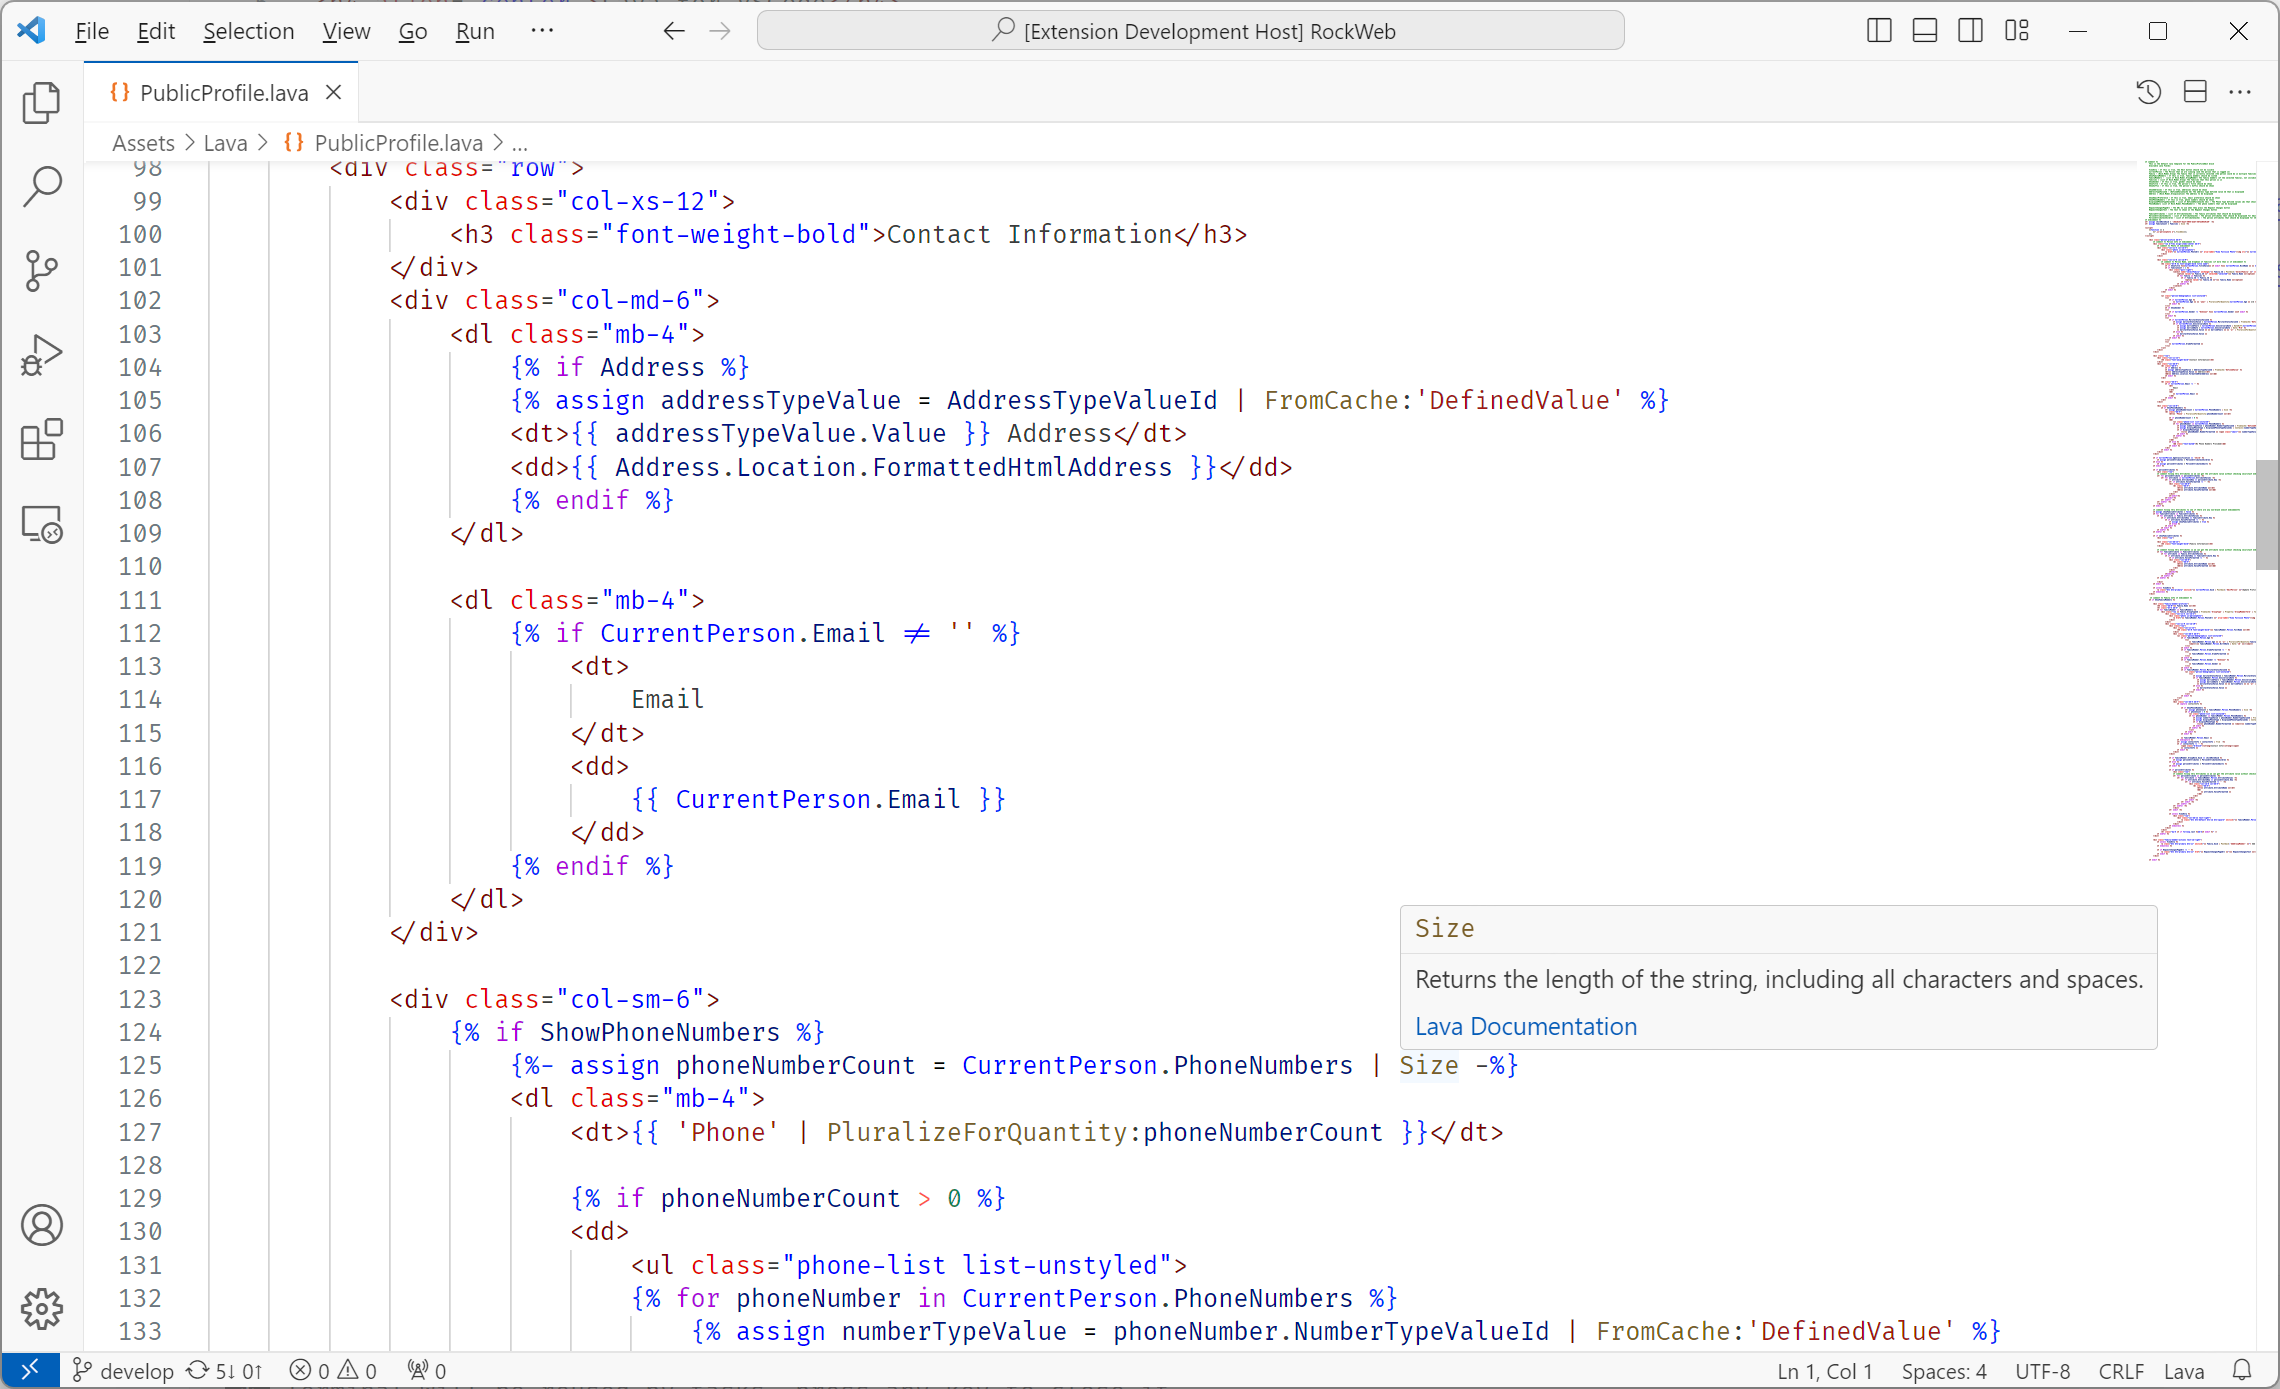 File Edit Selection View Go Run ··· [Extension Development Host] RockWeb
PublicProfile.lava
Assets > Lava > {} PublicProfile.lava > ...
98 <div class="row">
99 <div class="col-xs-12">
100 <h3 class="font-weight-bold">Contact Information</h3>
101 </div>
102 <div class="col-md-6">
103 <dl class="mb-4">
104 {% if Address %}
105 {% assign addressTypeValue = AddressTypeValueId | FromCache:'DefinedValue' %}
106 <dt>{{ addressTypeValue.Value }} Address</dt>
107 <dd>{{ Address.Location.FormattedHtmlAddress }}</dd>
108 {% endif %}
109 </dl>
110
111 <dl class="mb-4">
112 {% if CurrentPerson.Email != '' %}
113 <dt>
114 Email
115 </dt>
116 <dd>
117 {{ CurrentPerson.Email }}
118 </dd>
119 {% endif %}
120 </dl>
121 </div>
122
Size
Returns the length of the string, including all characters and spaces.
Lava Documentation
123 <div class="col-sm-6">
124 {% if ShowPhoneNumbers %}
125 {%- assign phoneNumberCount = CurrentPerson.PhoneNumbers | Size -%}
126 <dl class="mb-4">
127 <dt>{{ 'Phone' | PluralizeForQuantity:phoneNumberCount }}</dt>
128
129 {% if phoneNumberCount > 0 %}
130 <dd>
131 <ul class="phone-list list-unstyled">
132 {% for phoneNumber in CurrentPerson.PhoneNumbers %}
133 {% assign numberTypeValue = phoneNumber.NumberTypeValueId | FromCache:'DefinedValue' %}
develop 5↓ 0↑ 0 0 0 Ln 1, Col 1 Spaces: 4 UTF-8 CRLF Lava